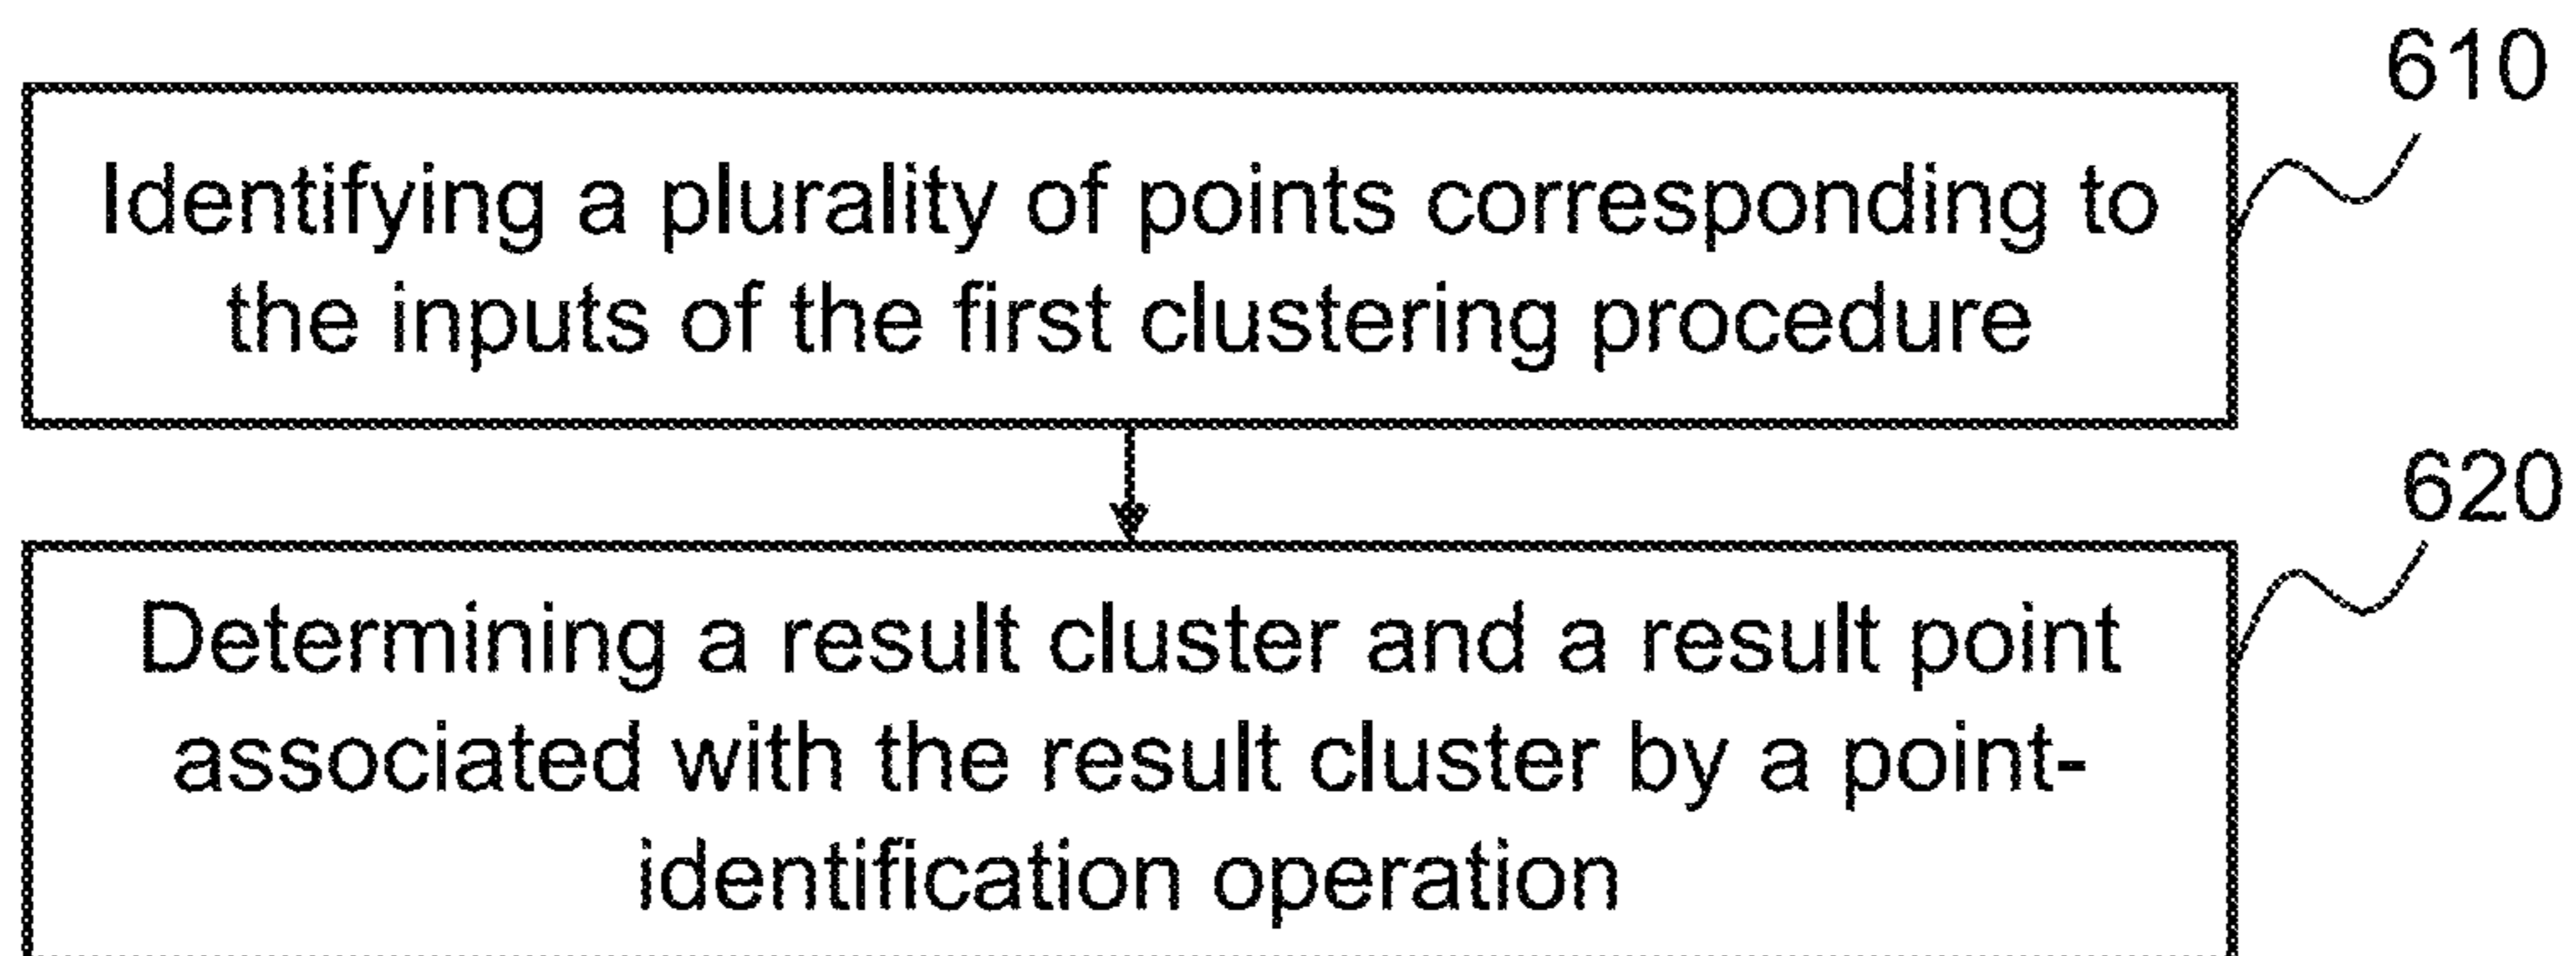 610
Identifying a plurality of points corresponding to
the inputs of the first clustering procedure
620
Determining a result cluster and a result point
associated with the result cluster by a point-
identification operation